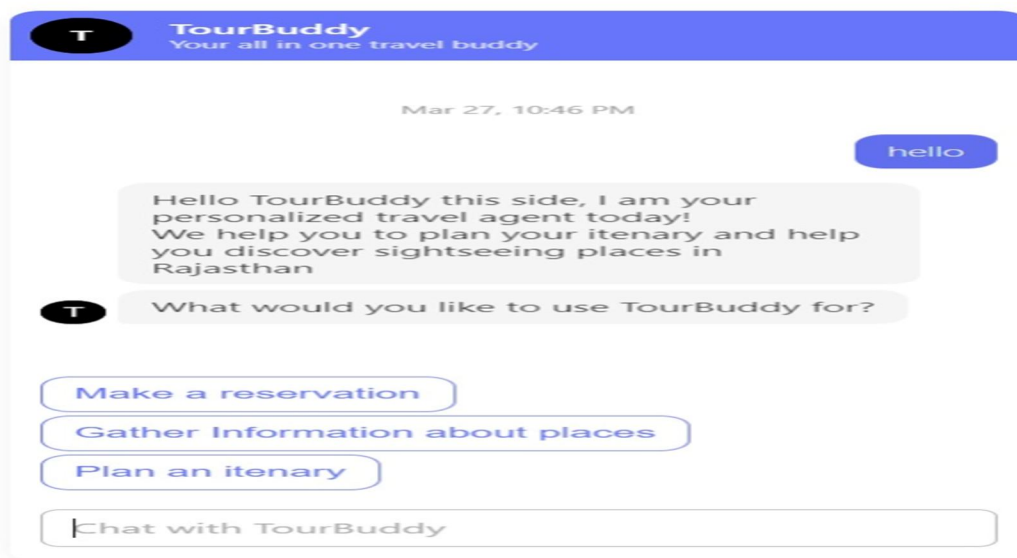 T
TourBuddy
Your all in one travel buddy
Mar 27, 10:46 PM
hello
Hello TourBuddy this side, I am your
personalized travel agent today!
We help you to plan your itenary and help
you discover sightseeing places in
Rajasthan
T
What would you like to use TourBuddy for?
Make a reservation
Gather Information about places
Plan an itenary
Chat with TourBuddy